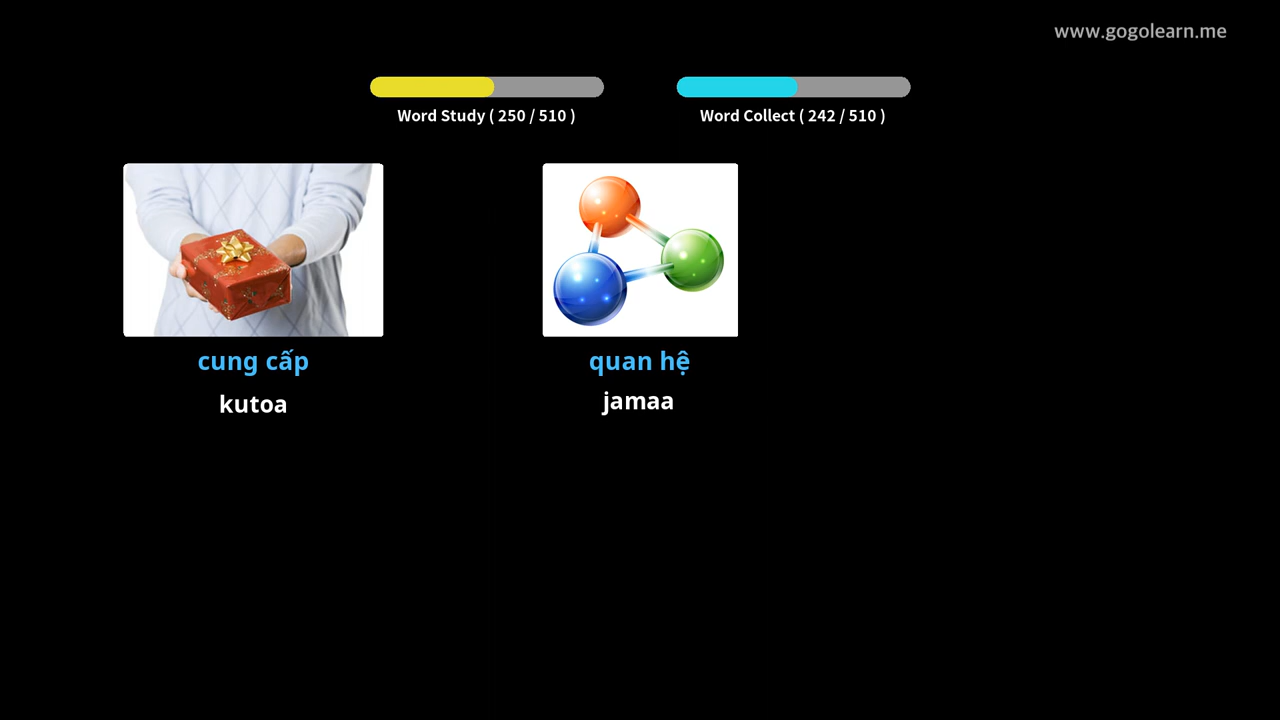 www.gogolearn.me
Word Study ( 250 / 510 )
Word Collect ( 242 / 510 )
cung cấp
kutoa
quan hệ
jamaa